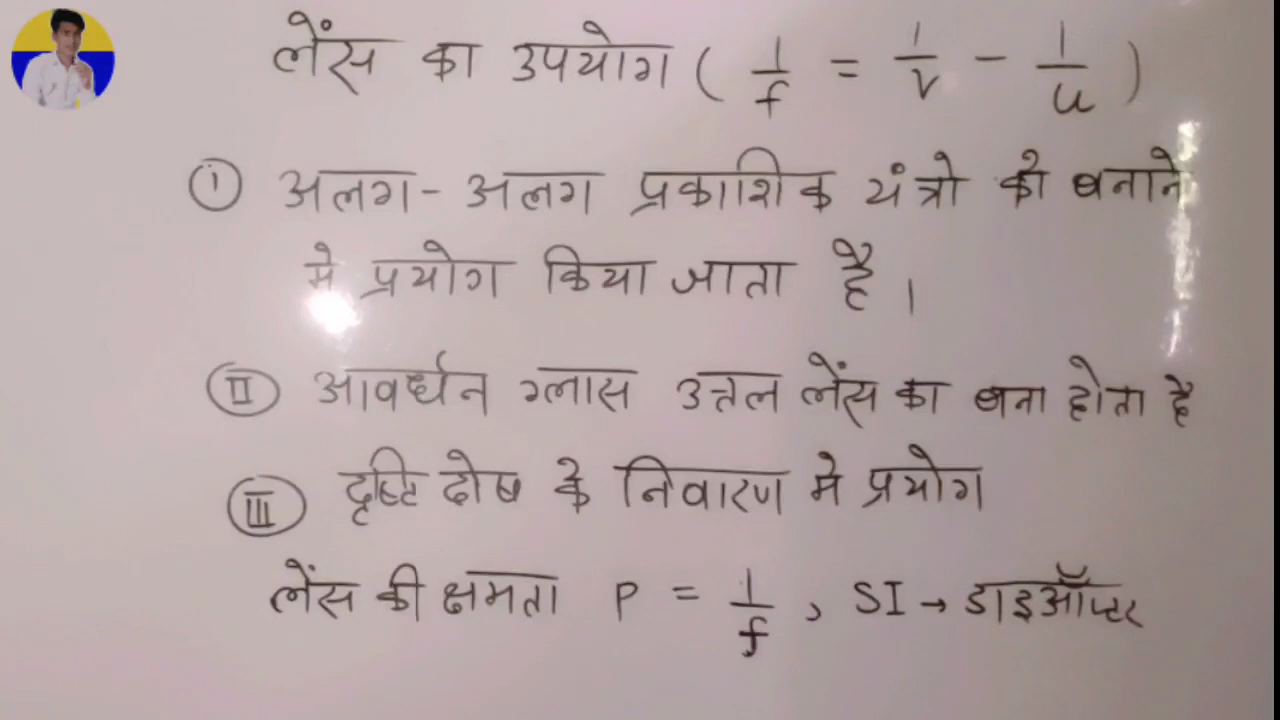 लेंस का उपयोग ( 1/f = 1/v - 1/u )
① अलग - अलग प्रकाशिक यंत्रो को बनाने
मे प्रयोग किया जाता है ।
Ⅱ आवर्धन ग्लास उत्तल लेंस का बना होता है
Ⅲ दृष्टि दोष के निवारण मे प्रयोग
लेंस की क्षमता P = 1/f , SI → डाइऑप्टर